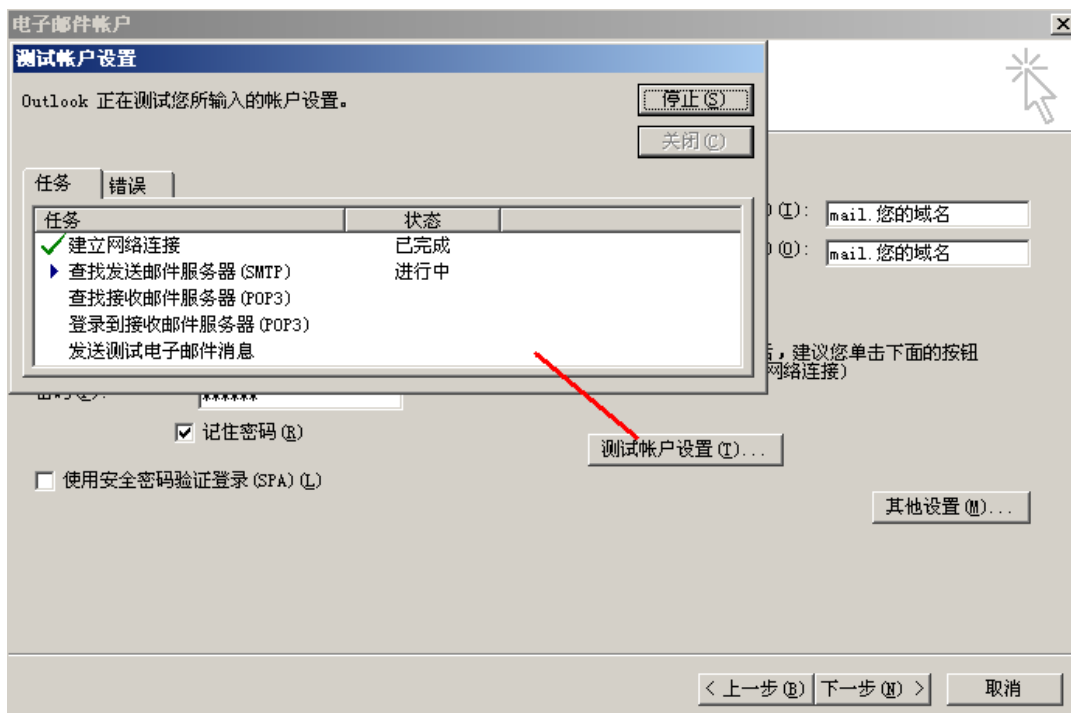 电子邮件帐户
测试帐户设置
Outlook 正在测试您所输入的帐户设置。
停止(S)
关闭(C)
任务 错误
任务 状态
建立网络连接 已完成
查找发送邮件服务器(SMTP) 进行中
查找接收邮件服务器(POP3)
登录到接收邮件服务器(POP3)
发送测试电子邮件消息
)(I): mail.您的域名
)(O): mail.您的域名
,建议您单击下面的按钮
网络连接)
******
记住密码(R)
测试帐户设置(T)...
使用安全密码验证登录(SPA)(L)
其他设置(M)...
< 上一步(B) 下一步(N) > 取消